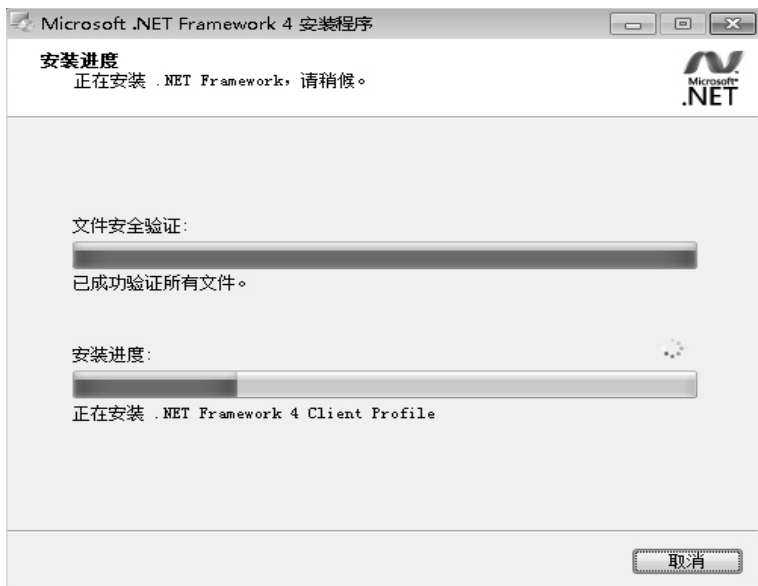 Microsoft .NET Framework 4 安装程序
安装进度
正在安装 .NET Framework，请稍候。
Microsoft
.NET
文件安全验证:
已成功验证所有文件。
安装进度:
正在安装 .NET Framework 4 Client Profile
取消